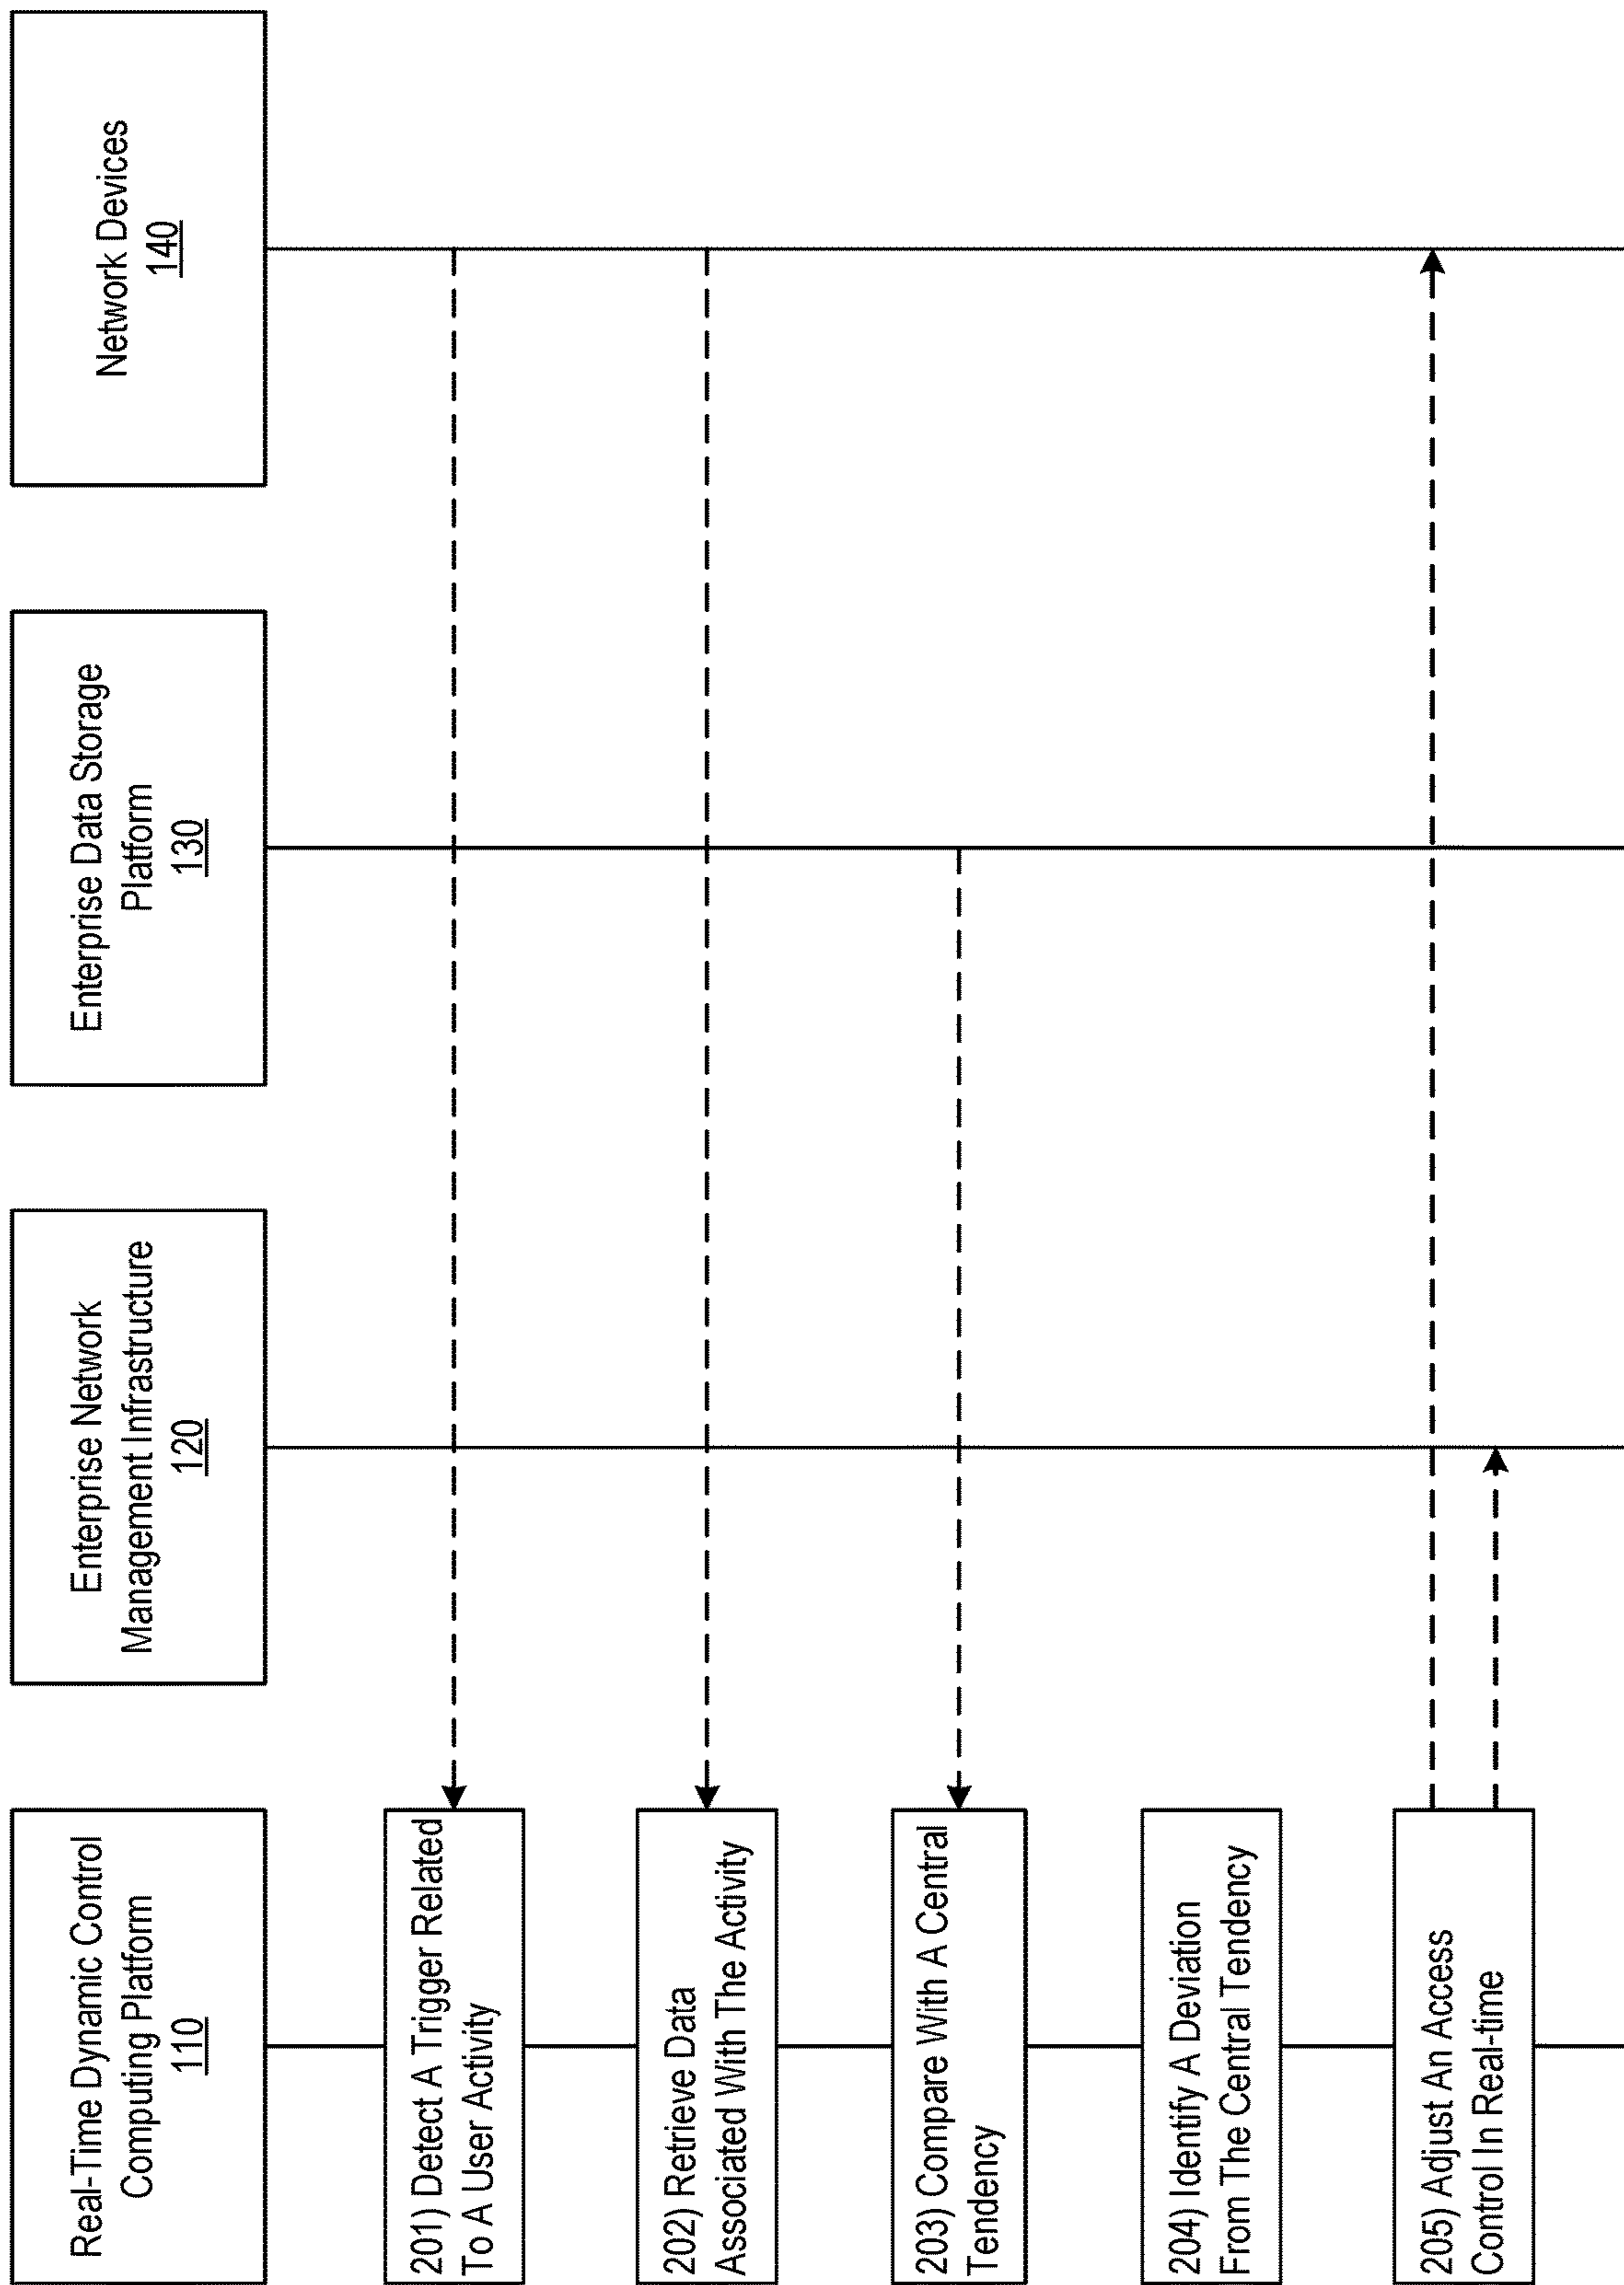 Real-Time Dynamic Control
Computing Platform
110
Enterprise Network
Management Infrastructure
120
Enterprise Data Storage
Platform
130
Network Devices
140
201) Detect A Trigger Related
To A User Activity
202) Retrieve Data
Associated With The Activity
203) Compare With A Central
Tendency
204) Identify A Deviation
From The Central Tendency
205) Adjust An Access
Control In Real-time